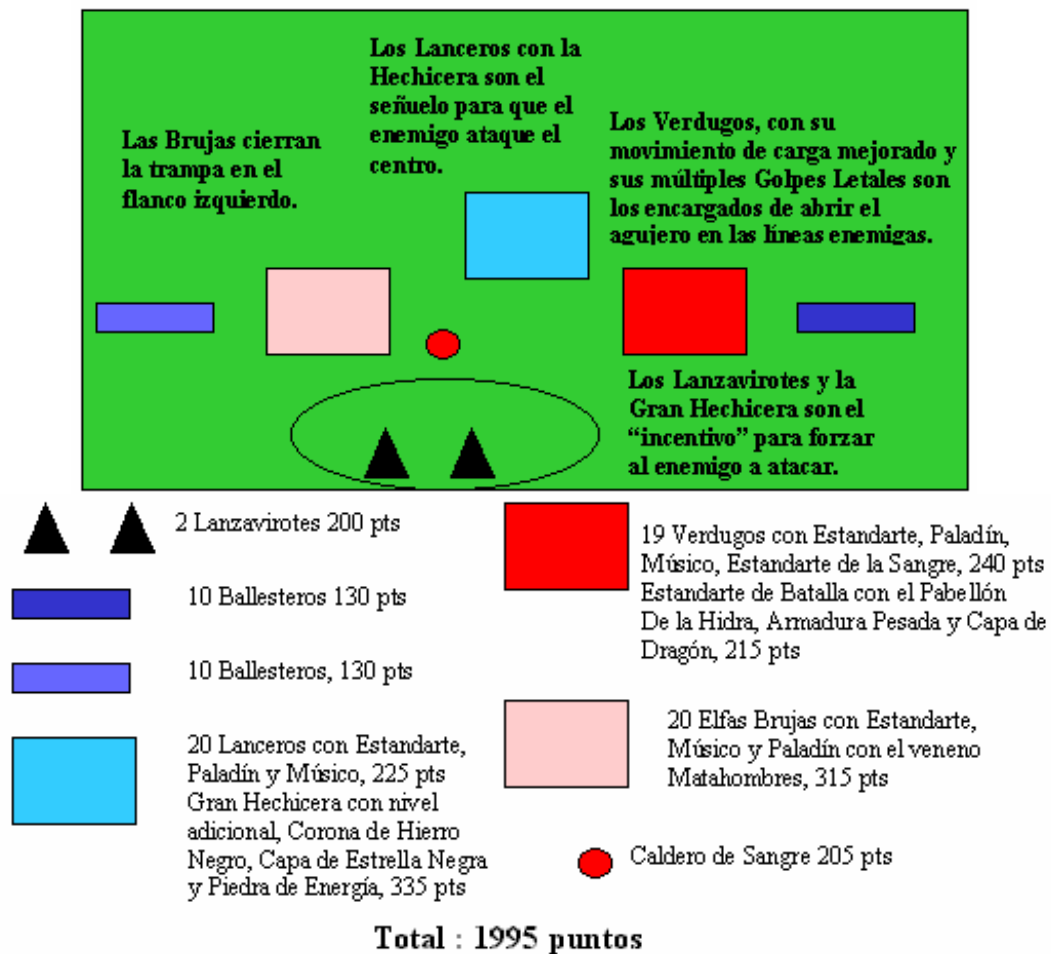 Los Lanceros con la
Hechicera son el
señuelo para que el
enemigo ataque el
centro.
Las Brujas cierran
la trampa en el
flanco izquierdo.
Los Verdugos, con su
movimiento de carga mejorado y
sus múltiples Golpes Letales son
los encargados de abrir el
agujero en las líneas enemigas.
Los Lanzavirotes y la
Gran Hechicera son el
“incentivo” para forzar
al enemigo a atacar.
2 Lanzavirotes 200 pts
10 Ballesteros 130 pts
10 Ballesteros, 130 pts
20 Lanceros con Estandarte,
Paladín y Músico, 225 pts
Gran Hechicera con nivel
adicional, Corona de Hierro
Negro, Capa de Estrella Negra
y Piedra de Energía, 335 pts
19 Verdugos con Estandarte, Paladín,
Músico, Estandarte de la Sangre, 240 pts
Estandarte de Batalla con el Pabellón
De la Hidra, Armadura Pesada y Capa de
Dragón, 215 pts
20 Elfas Brujas con Estandarte,
Músico y Paladín con el veneno
Matahombres, 315 pts
Caldero de Sangre 205 pts
Total : 1995 puntos